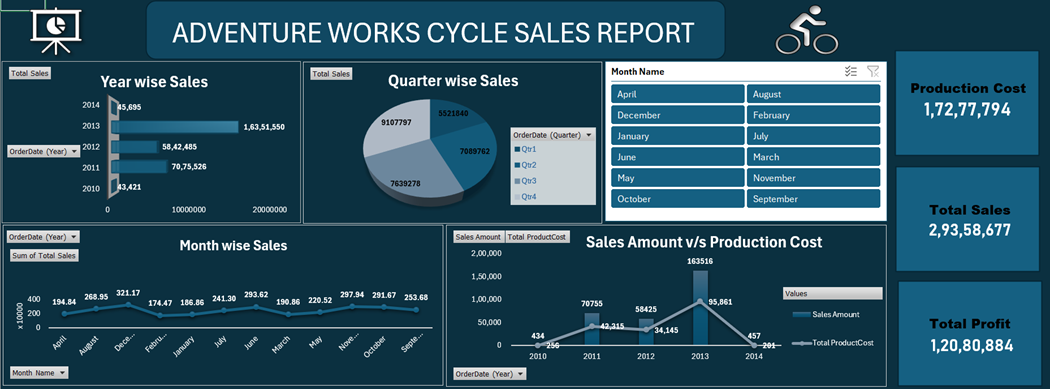 ADVENTURE WORKS CYCLE SALES REPORT
Total Sales
Year wise Sales
2014
45,695
2013
1,63,51,550
OrderDate (Year)
2012
58,42,485
2011
70,75,526
2010
43,421
0
10000000
20000000
Total Sales
Quarter wise Sales
5521840
9107797
7089762
7639278
OrderDate (Quarter)
Qtr1
Qtr2
Qtr3
Qtr4
Month Name
April
August
December
February
January
July
June
March
May
November
October
September
Production Cost
1,72,77,794
Total Sales
2,93,58,677
Total Profit
1,20,80,884
OrderDate (Year)
Sum of Total Sales
Month wise Sales
x10000
400
200
0
194.84
268.95
321.17
174.47
186.86
241.30
293.62
190.86
220.52
297.94
291.67
253.68
April
August
Dece...
Febru...
January
July
June
March
May
Nove...
October
Septe...
Month Name
Sales Amount
Total ProductCost
Sales Amount v/s Production Cost
2,00,000
1,50,000
1,00,000
50,000
0
434
256
70755
42,315
58425
34,145
163516
95,861
457
201
2010
2011
2012
2013
2014
Values
Sales Amount
Total ProductCost
OrderDate (Year)